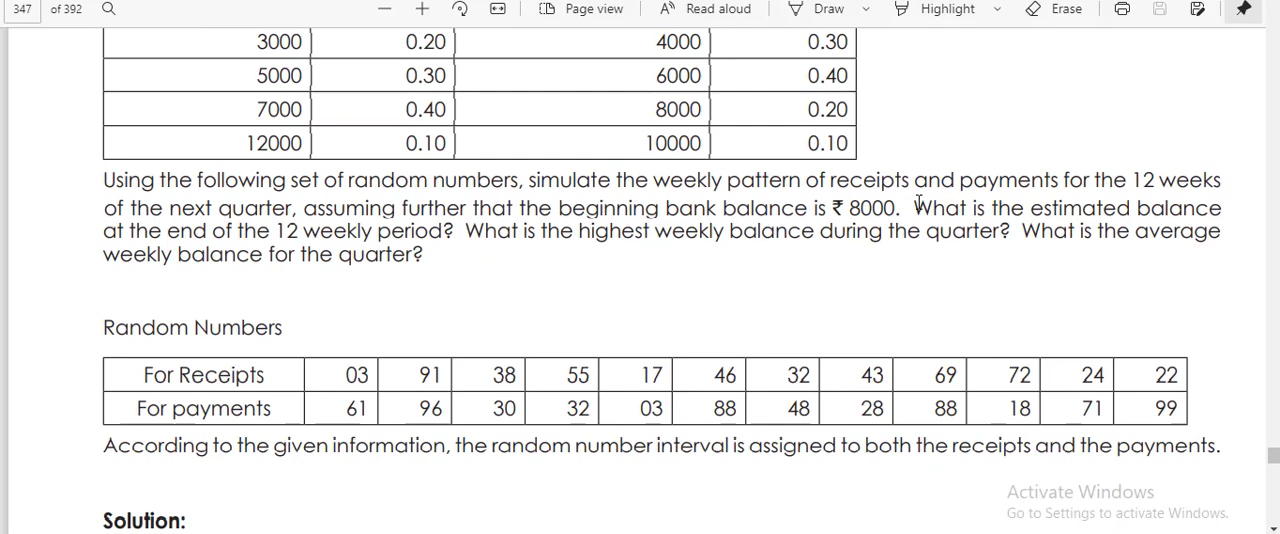 347 of 392 Page view Read aloud Draw Highlight Erase
3000 0.20 4000 0.30
5000 0.30 6000 0.40
7000 0.40 8000 0.20
12000 0.10 10000 0.10
Using the following set of random numbers, simulate the weekly pattern of receipts and payments for the 12 weeks
of the next quarter, assuming further that the beginning bank balance is ₹ 8000. What is the estimated balance
at the end of the 12 weekly period? What is the highest weekly balance during the quarter? What is the average
weekly balance for the quarter?
Random Numbers
For Receipts 03 91 38 55 17 46 32 43 69 72 24 22
For payments 61 96 30 32 03 88 48 28 88 18 71 99
According to the given information, the random number interval is assigned to both the receipts and the payments.
Activate Windows
Go to Settings to activate Windows.
Solution: